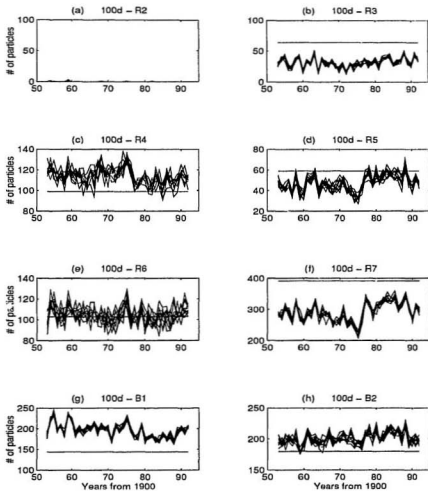 (a) 100d – R2
(b) 100d – R3
# of particles
100
50
0
50 60 70 80 90
100
50
0
50 60 70 80 90
(c) 100d – R4
(d) 100d – R5
# of particles
140
120
100
80
50 60 70 80 90
80
60
40
20
50 60 70 80 90
(e) 100d – R6
(f) 100d – R7
# of
140
120
100
80
50 60 70 80 90
400
300
200
50 60 70 80 90
(g) 100d – B1
(h) 100d – B2
# of particles
250
200
150
100
50 60 70 80 90
Years from 1900
300
250
200
150
50 60 70 80 90
Years from 1900